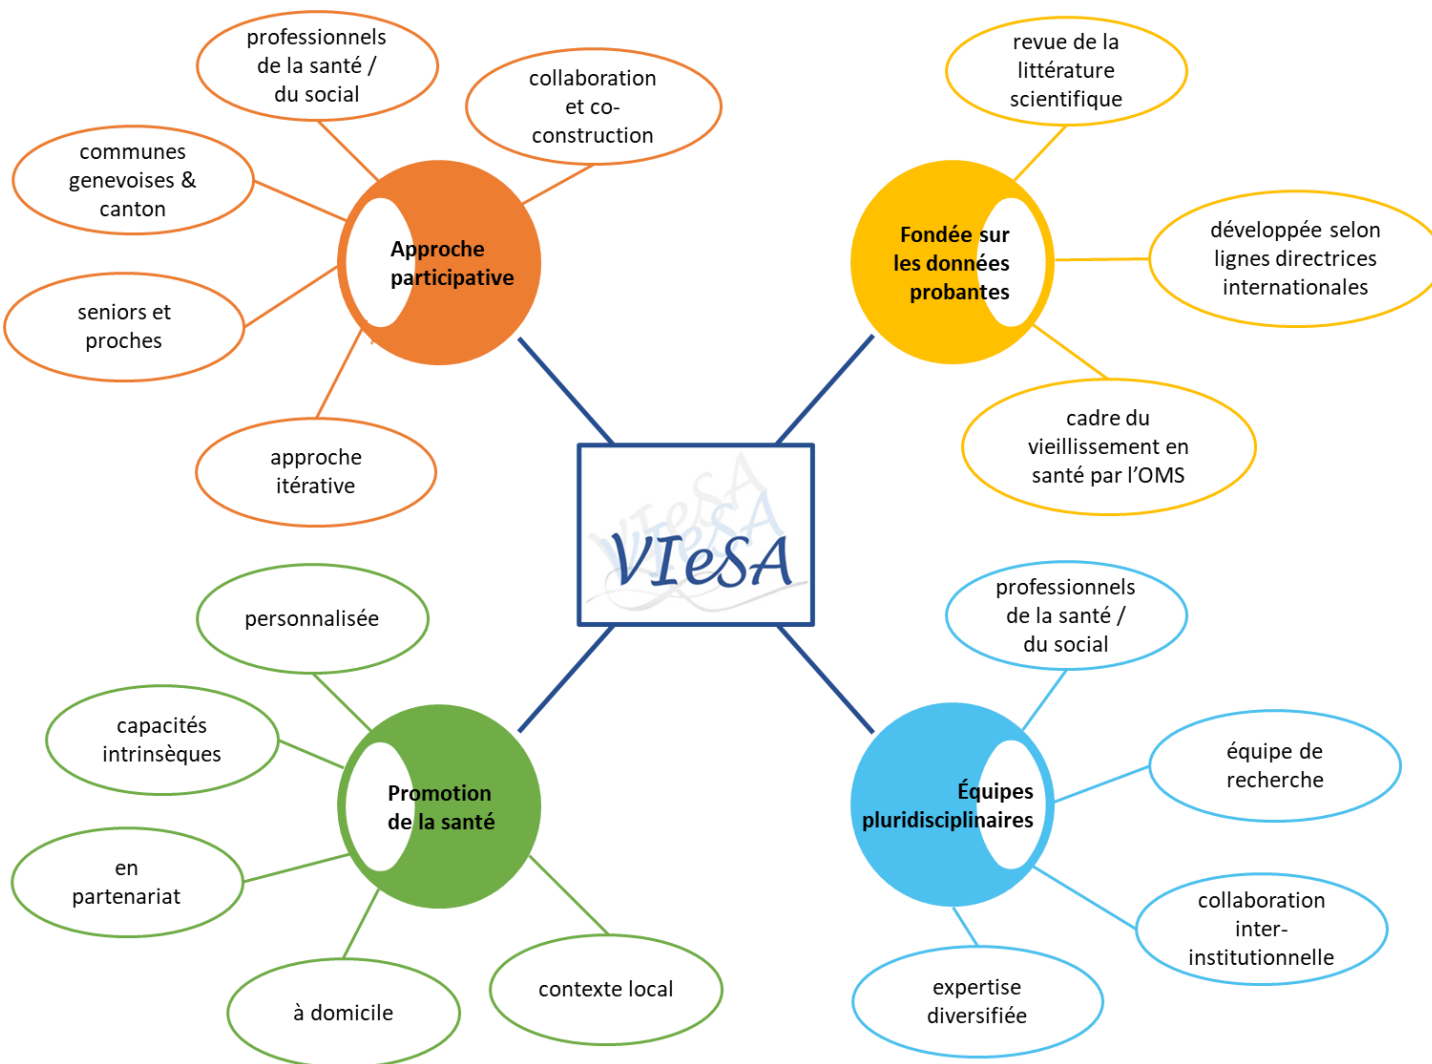 professionnels
de la santé /
du social
collaboration
et co-
construction
communes
genevoises &
canton
seniors et
proches
approche
itérative
Approche
participative
revue de la
littérature
scientifique
Fondée sur
les données
probantes
développée selon
lignes directrices
internationales
cadre du
vieillissement en
santé par l’OMS
VIeSA
VIeSA
VIeSA
personnalisée
capacités
intrinsèques
en
partenariat
à domicile
contexte local
Promotion
de la santé
professionnels
de la santé /
du social
Équipes
pluridisciplinaires
équipe de
recherche
collaboration
inter-
institutionnelle
expertise
diversifiée